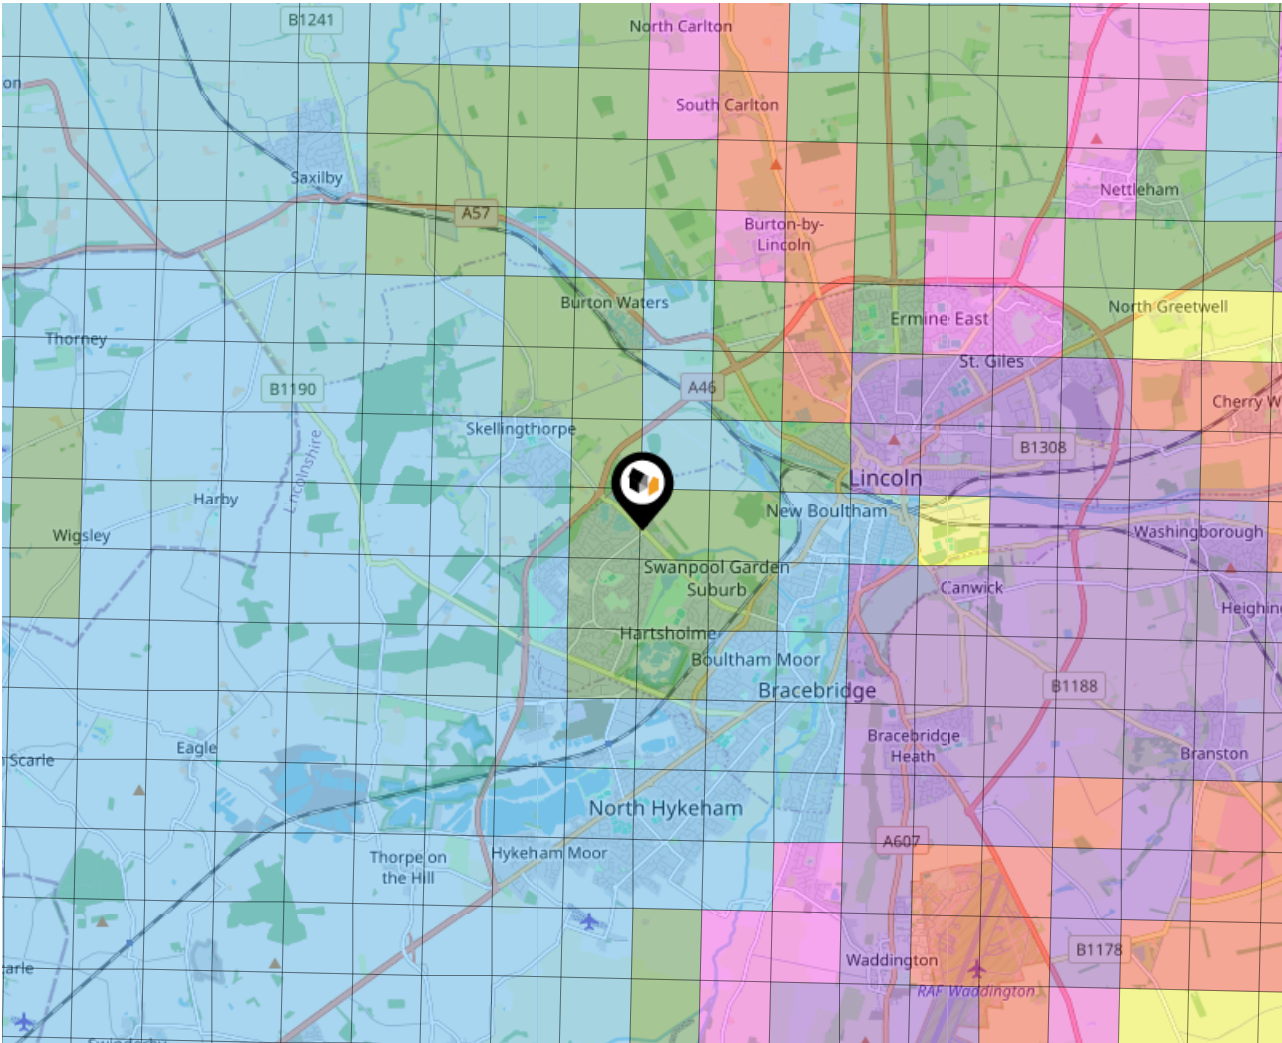 B1241
North Carlton
on
South Carlton
Saxilby
Nettleham
A57
Burton-by-
Lincoln
Burton Waters
North Greetwell
Ermine East
Thorney
St. Giles
B1190
A46
Cherry W
Skellingthorpe
B1308
Lincolnshire
Lincoln
Harby
New Boultham
Wigsley
Washingborough
Swanpool Garden
Suburb
Canwick
Heighin
Hartsholme
Boultham Moor
B1188
Bracebridge
Bracebridge
Heath
Eagle
Branston
Scarle
North Hykeham
A607
Hykeham Moor
Thorpe on
the Hill
B1178
Waddington
arle
RAF Waddington